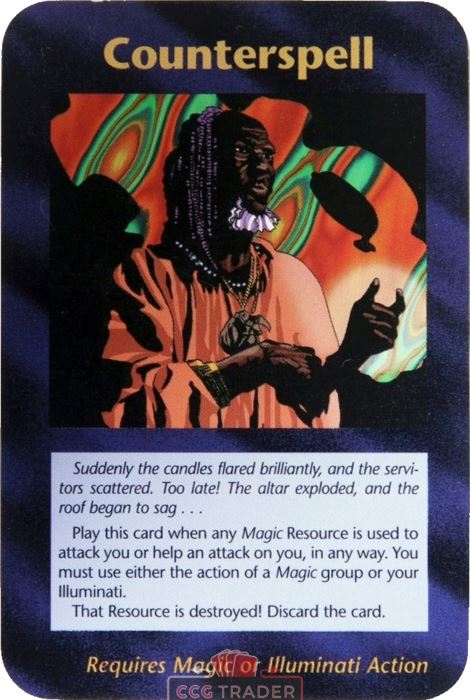 Counterspell
Suddenly the candles flared brilliantly, and the servi-
tors scattered. Too late! The altar exploded, and the
roof began to sag . . .
Play this card when any Magic Resource is used to
attack you or help an attack on you, in any way. You
must use either the action of a Magic group or your
Illuminati.
That Resource is destroyed! Discard the card.
Requires Magic or Illuminati Action
CCG TRADER